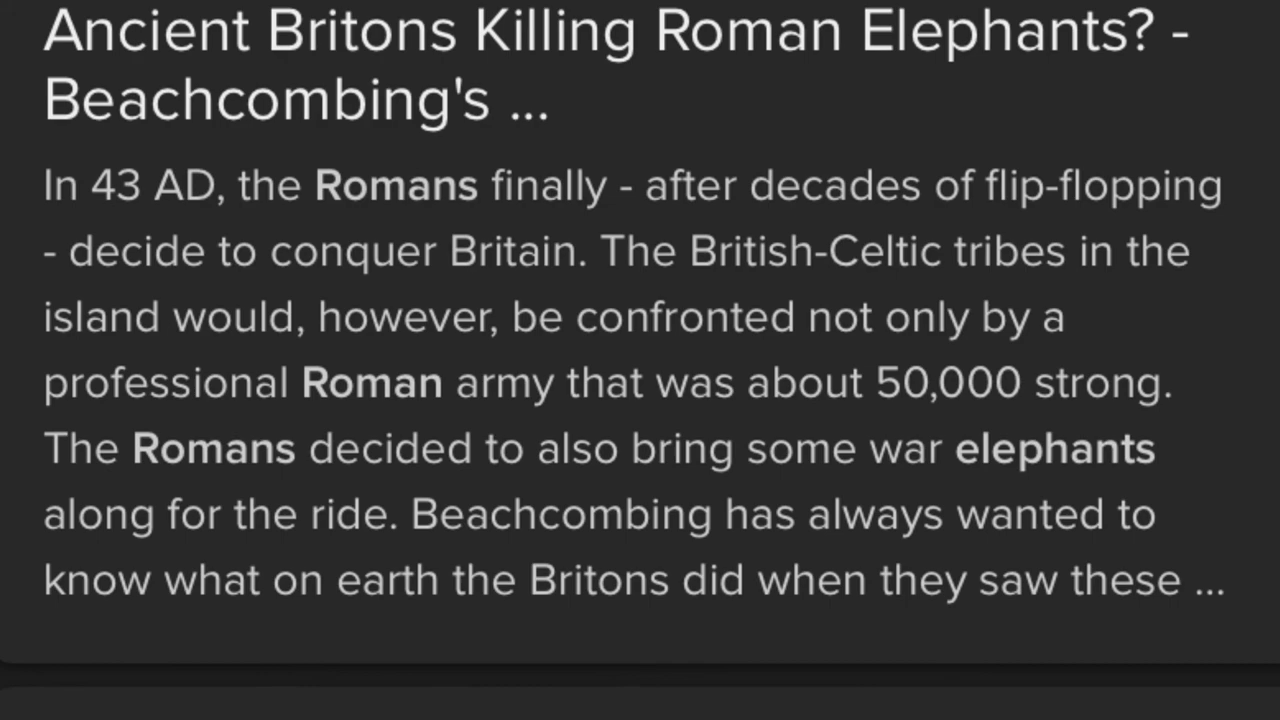 Ancient Britons Killing Roman Elephants? -
Beachcombing's ...
In 43 AD, the Romans finally - after decades of flip-flopping
- decide to conquer Britain. The British-Celtic tribes in the
island would, however, be confronted not only by a
professional Roman army that was about 50,000 strong.
The Romans decided to also bring some war elephants
along for the ride. Beachcombing has always wanted to
know what on earth the Britons did when they saw these ...